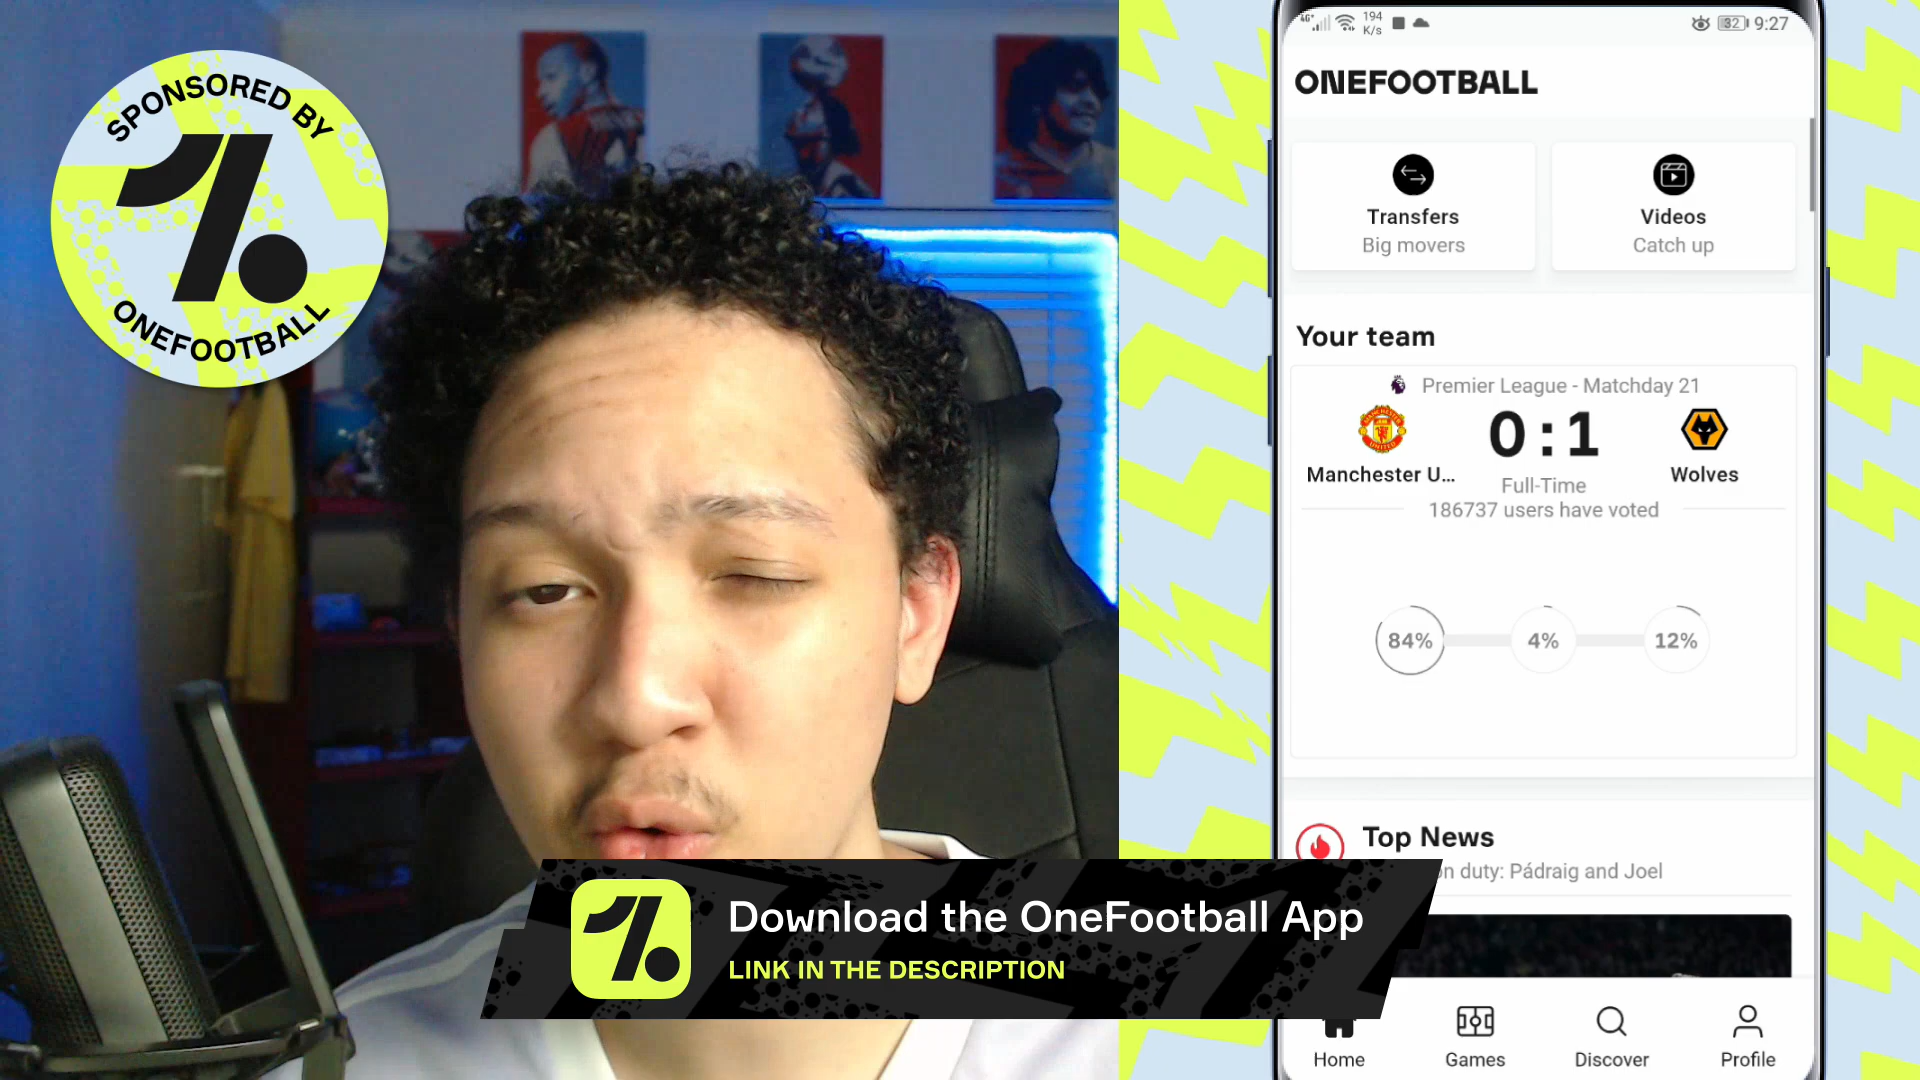 SPONSORED BY
ONEFOOTBALL
4G+
194
K/s
32
9:27
ONEFOOTBALL
Transfers
Big movers
Videos
Catch up
Your team
Premier League - Matchday 21
0 : 1
Manchester U...
Wolves
Full-Time
186737 users have voted
84%
4%
12%
Top News
on duty: Pádraig and Joel
Download the OneFootball App
LINK IN THE DESCRIPTION
Home
Games
Discover
Profile